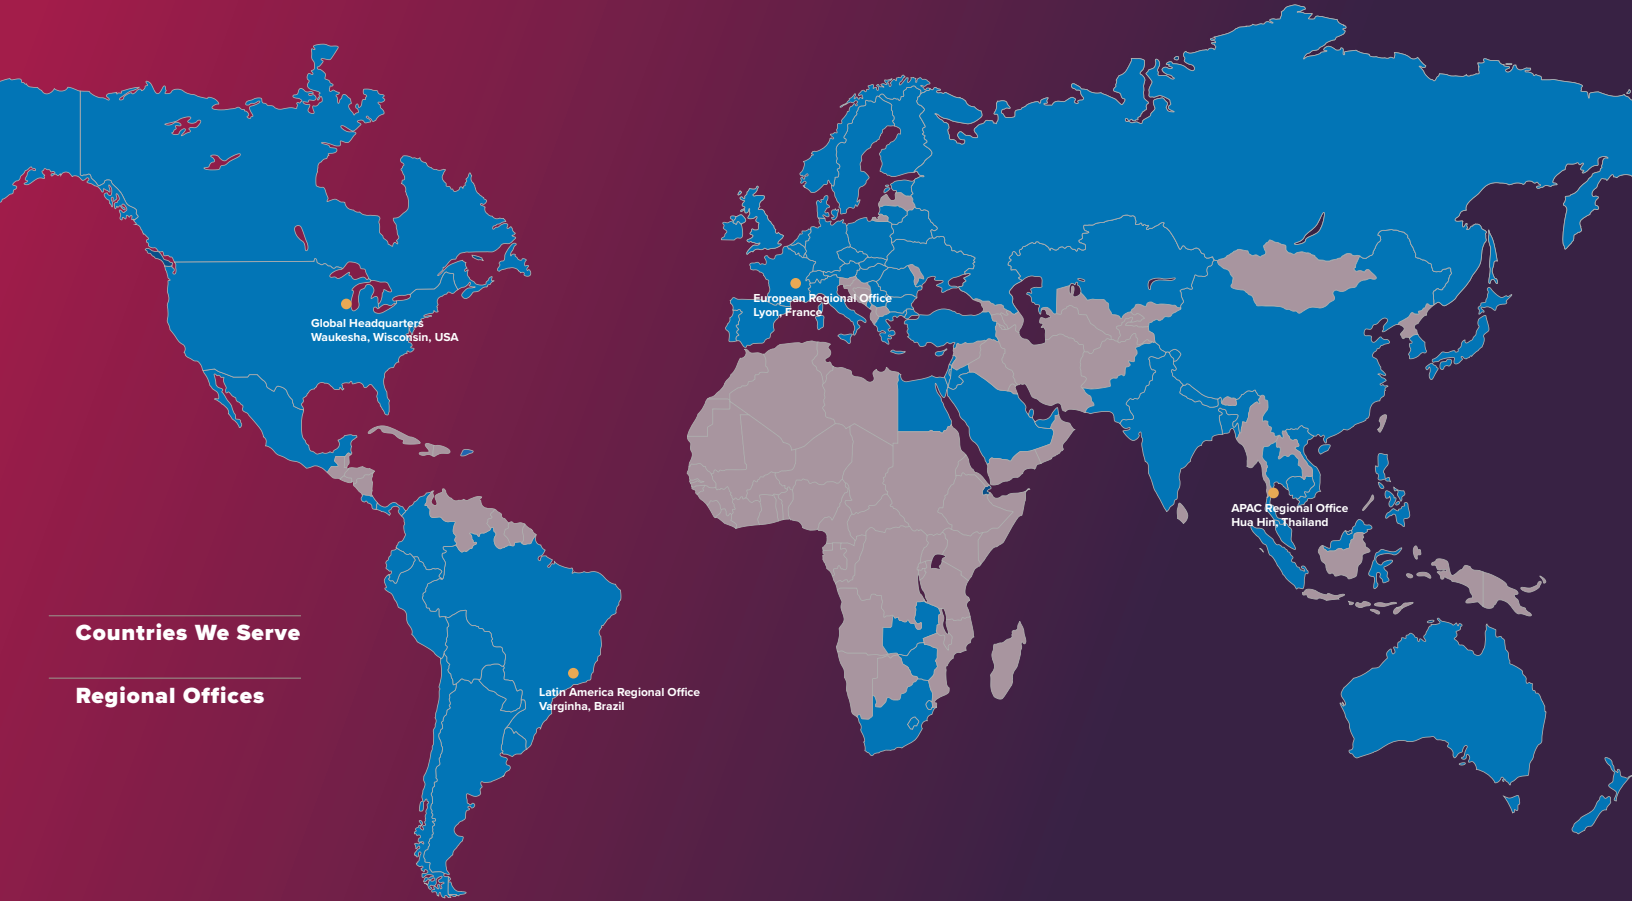 European Regional Office
Lyon, France
Global Headquarters
Waukesha, Wisconsin, USA
APAC Regional Office
Hua Hin, Thailand
Countries We Serve
Regional Offices
Latin America Regional Office
Varginha, Brazil